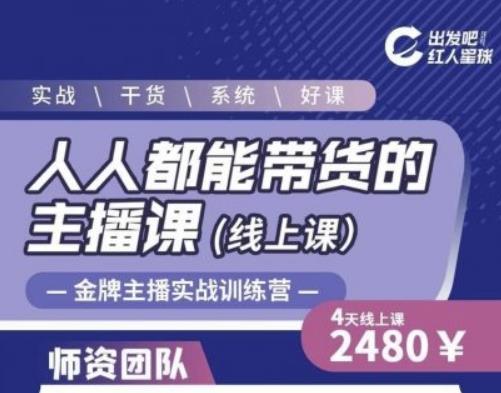 出发吧
红人星球
实战 \ 干货 \ 系统 \ 好课
人人都能带货的
主播课(线上课)
— 金牌主播实战训练营 —
4天线上课
2480¥
师资团队